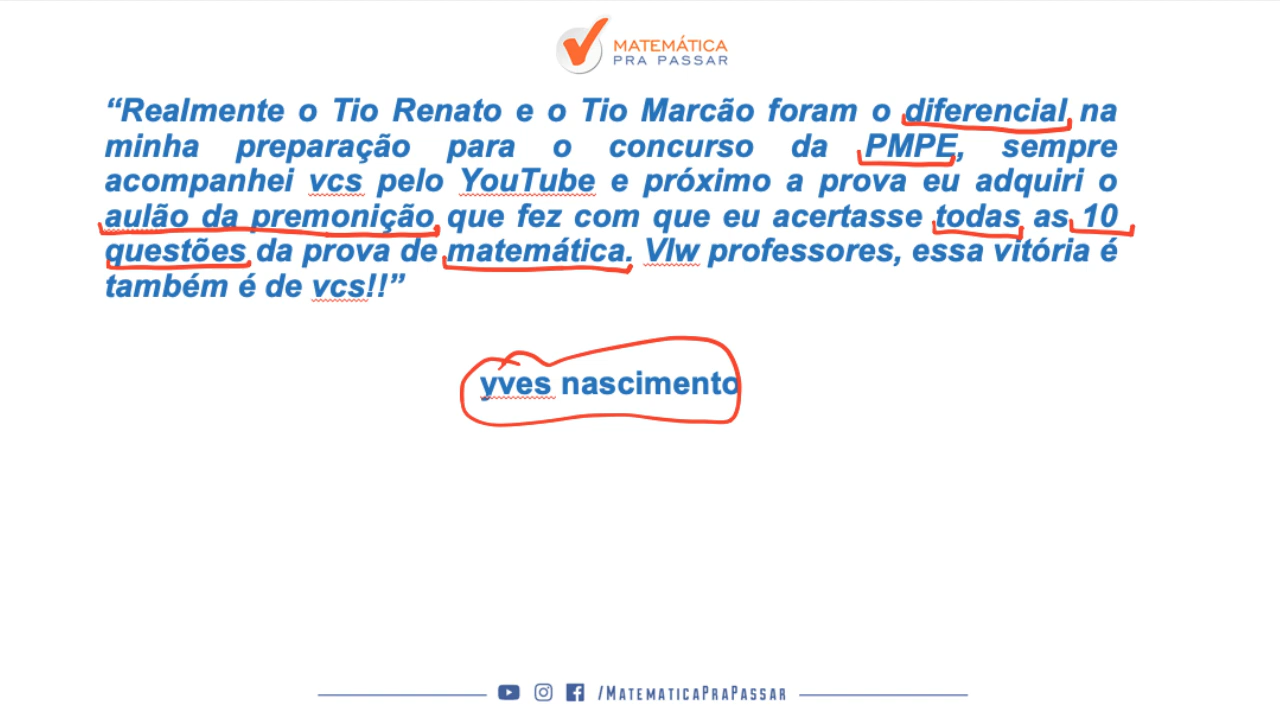 MATEMÁTICA
PRA PASSAR
“Realmente o Tio Renato e o Tio Marcão foram o diferencial na
minha preparação para o concurso da PMPE, sempre
acompanhei vcs pelo YouTube e próximo a prova eu adquiri o
aulão da premonição que fez com que eu acertasse todas as 10
questões da prova de matemática. Vlw professores, essa vitória é
também é de vcs!!”
yves nascimento
/MATEMATICAPRAPASSAR